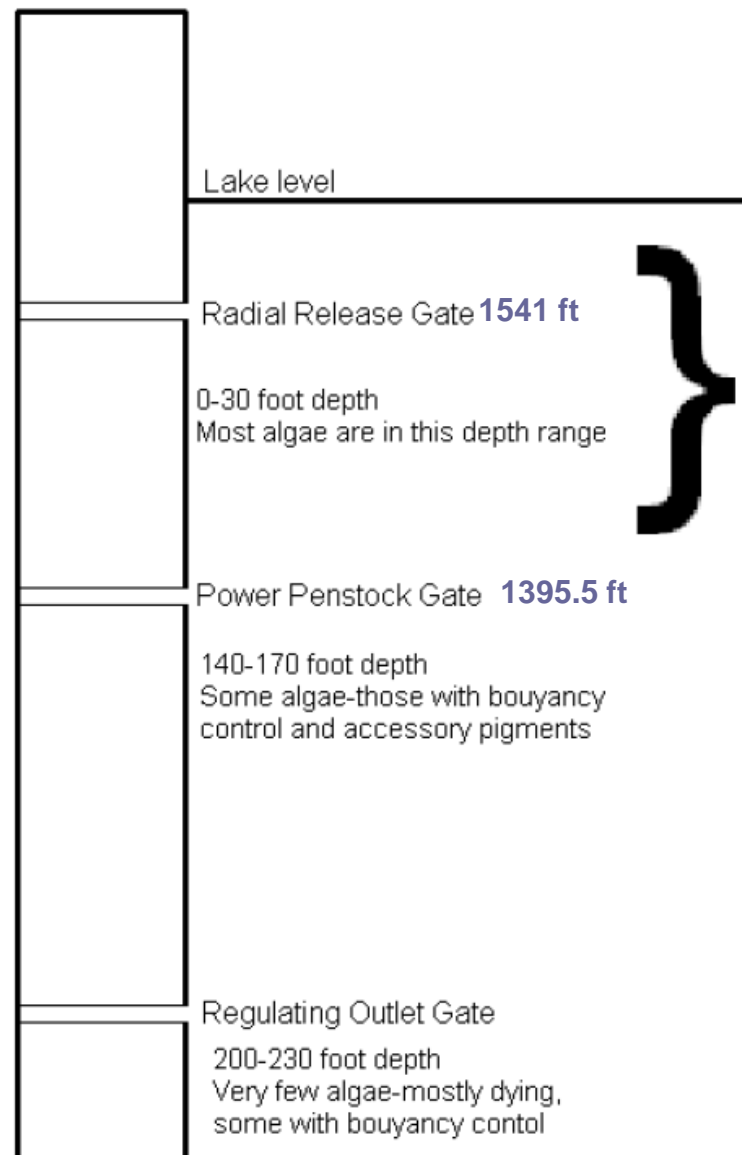 Lake level
Radial Release Gate 1541 ft
0-30 foot depth
Most algae are in this depth range
Power Penstock Gate 1395.5 ft
140-170 foot depth
Some algae-those with bouyancy
control and accessory pigments
Regulating Outlet Gate
200-230 foot depth
Very few algae-mostly dying,
some with bouyancy contol